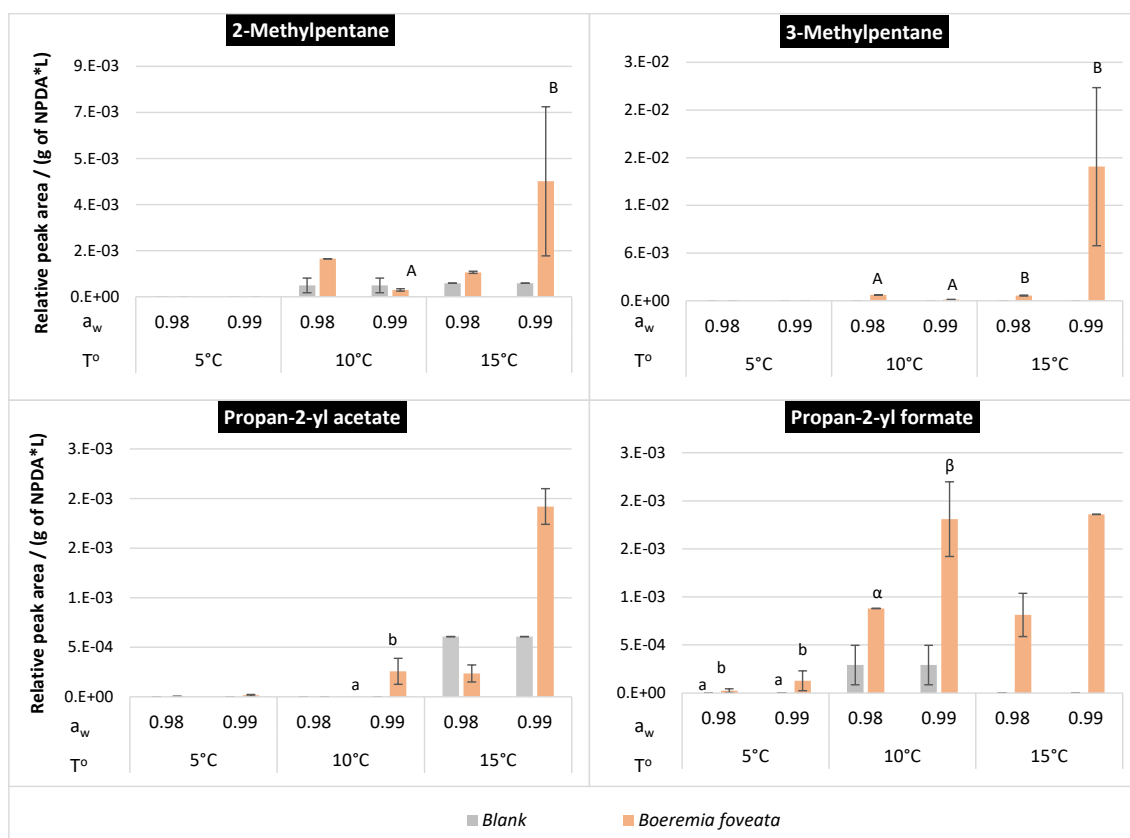 2-Methylpentane
Relative peak area / (g of NPDA*L)
9.E-03
7.E-03
5.E-03
4.E-03
2.E-03
0.E+00
A
B
aw 0.98 0.99 0.98 0.99 0.98 0.99
To 5°C 10°C 15°C
3-Methylpentane
3.E-02
2.E-02
2.E-02
1.E-02
6.E-03
0.E+00
A A B B
aw 0.98 0.99 0.98 0.99 0.98 0.99
To 5°C 10°C 15°C
Propan-2-yl acetate
Relative peak area / (g of NPDA*L)
3.E-03
2.E-03
2.E-03
1.E-03
5.E-04
0.E+00
a b
aw 0.98 0.99 0.98 0.99 0.98 0.99
To 5°C 10°C 15°C
Propan-2-yl formate
3.E-03
2.E-03
2.E-03
1.E-03
5.E-04
0.E+00
a b a b α β
aw 0.98 0.99 0.98 0.99 0.98 0.99
To 5°C 10°C 15°C
Blank Boeremia foveata